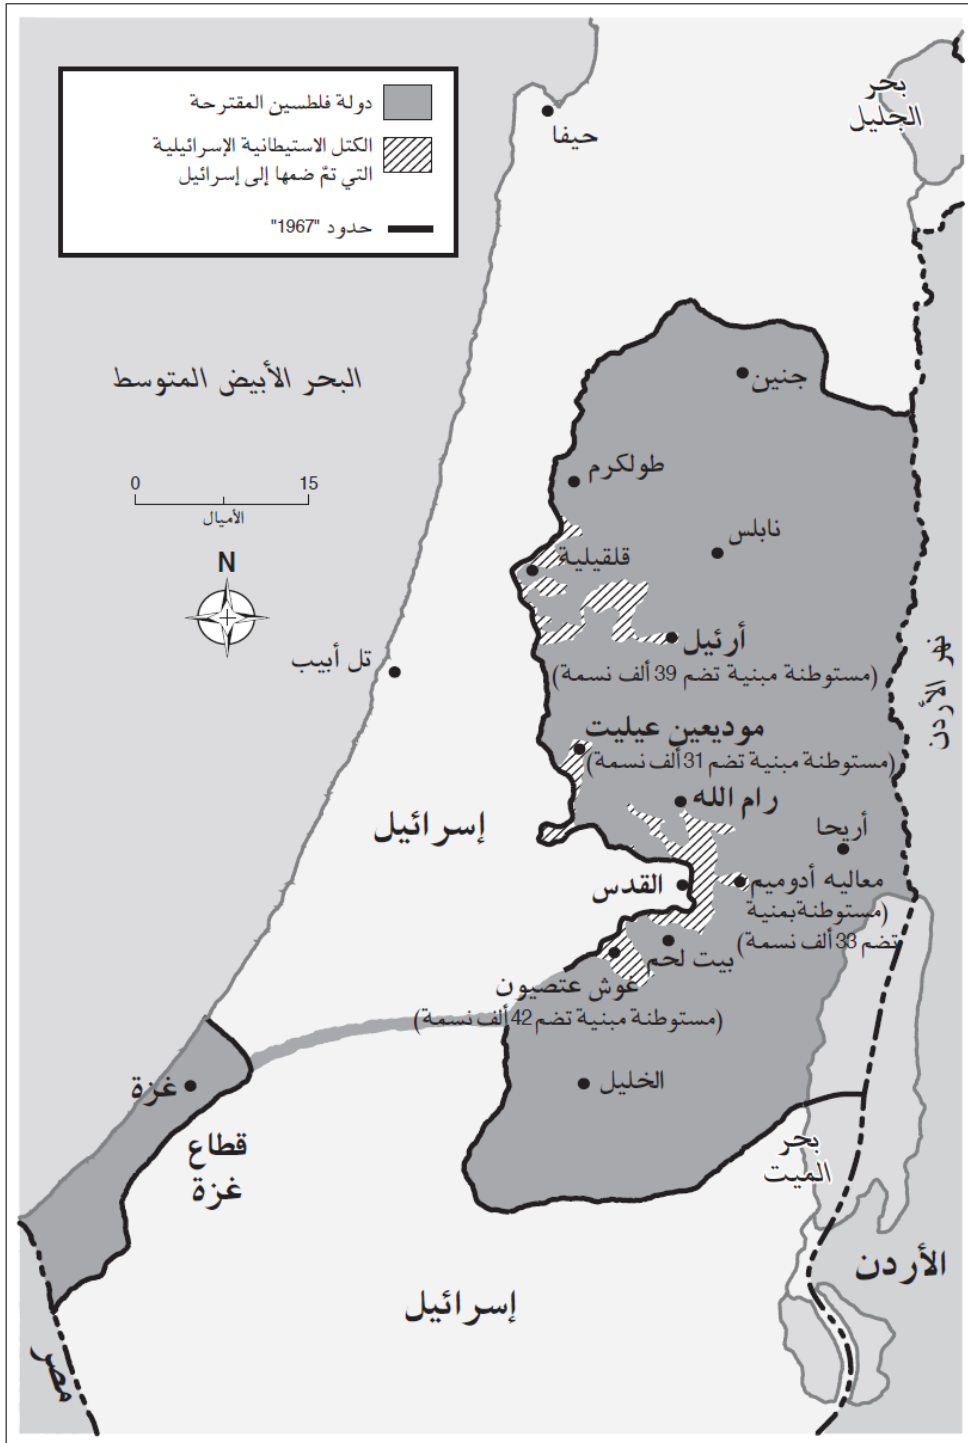 دولة فلطسين المقترحة
الكتل الاستيطانية الإسرائيلية
التي تمّ ضمها إلى إسرائيل
حدود "1967"
بحر
الجليل
حيفا
البحر الأبيض المتوسط
0 15
الأميال
N
جنين
طولكرم
نابلس
قلقيلية
أرئيل
(مستوطنة مبنية تضم 39 ألف نسمة)
تل أبيب
نهر الأردن
موديعين عيليت
(مستوطنة مبنية تضم 31 ألف نسمة)
رام الله
أريحا
إسرائيل
القدس
معاليه أدوميم
(مستوطنة بمنية
تضم 33 ألف نسمة)
بيت لحم
غوش عتصيون
(مستوطنة مبنية تضم 42 ألف نسمة)
غزة
الخليل
قطاع
غزة
بحر
الميت
الأردن
إسرائيل
مصر